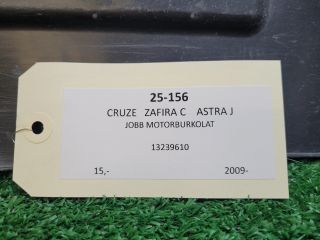 25-156
CRUZE ZAFIRA C ASTRA J
JOBB MOTORBURKOLAT
13239610
15,- 2009-